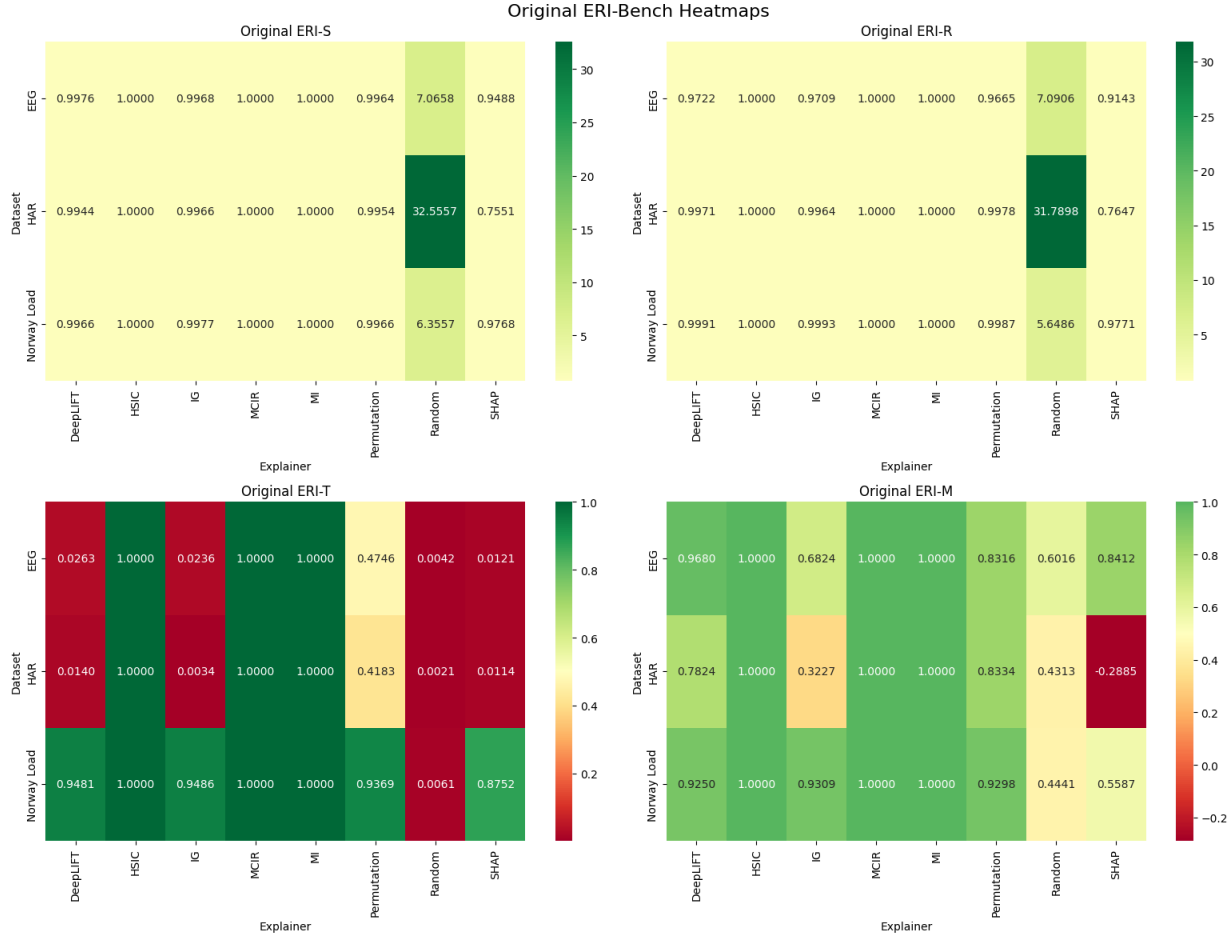 Original ERI-Bench Heatmaps
Original ERI-S
Dataset
EEG 0.9976 1.0000 0.9968 1.0000 1.0000 0.9964 7.0658 0.9488
HAR 0.9944 1.0000 0.9966 1.0000 1.0000 0.9954 32.5557 0.7551
Norway Load 0.9966 1.0000 0.9977 1.0000 1.0000 0.9966 6.3557 0.9768
DeepLIFT HSIC IG MCIR MI Permutation Random SHAP
Explainer
30
25
20
15
10
5
Original ERI-R
Dataset
EEG 0.9722 1.0000 0.9709 1.0000 1.0000 0.9665 7.0906 0.9143
HAR 0.9971 1.0000 0.9964 1.0000 1.0000 0.9978 31.7898 0.7647
Norway Load 0.9991 1.0000 0.9993 1.0000 1.0000 0.9987 5.6486 0.9771
DeepLIFT HSIC IG MCIR MI Permutation Random SHAP
Explainer
30
25
20
15
10
5
Original ERI-T
Dataset
EEG 0.0263 1.0000 0.0236 1.0000 1.0000 0.4746 0.0042 0.0121
HAR 0.0140 1.0000 0.0034 1.0000 1.0000 0.4183 0.0021 0.0114
Norway Load 0.9481 1.0000 0.9486 1.0000 1.0000 0.9369 0.0061 0.8752
DeepLIFT HSIC IG MCIR MI Permutation Random SHAP
Explainer
1.0
0.8
0.6
0.4
0.2
Original ERI-M
Dataset
EEG 0.9680 1.0000 0.6824 1.0000 1.0000 0.8316 0.6016 0.8412
HAR 0.7824 1.0000 0.3227 1.0000 1.0000 0.8334 0.4313 -0.2885
Norway Load 0.9250 1.0000 0.9309 1.0000 1.0000 0.9298 0.4441 0.5587
DeepLIFT HSIC IG MCIR MI Permutation Random SHAP
Explainer
1.0
0.8
0.6
0.4
0.2
0.0
−0.2